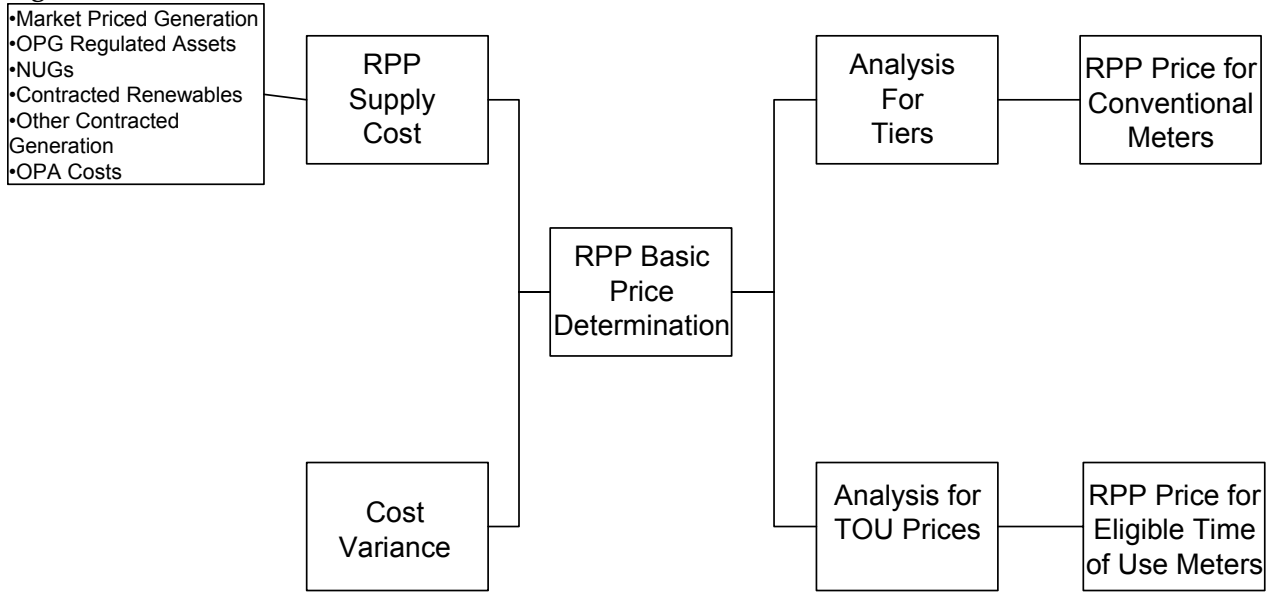 •Market Priced Generation
•OPG Regulated Assets
•NUGs
•Contracted Renewables
•Other Contracted
Generation
•OPA Costs
RPP
Supply
Cost
Cost
Variance
RPP Basic
Price
Determination
Analysis
For
Tiers
RPP Price for
Conventional
Meters
Analysis for
TOU Prices
RPP Price for
Eligible Time
of Use Meters